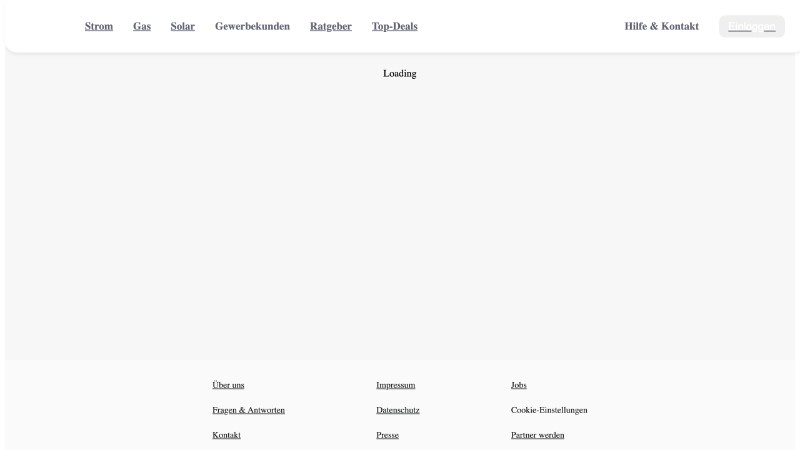 Strom Gas Solar Gewerbekunden Ratgeber Top-Deals Hilfe & Kontakt Einloggen
Loading
Über uns Impressum Jobs
Fragen & Antworten Datenschutz Cookie-Einstellungen
Kontakt Presse Partner werden